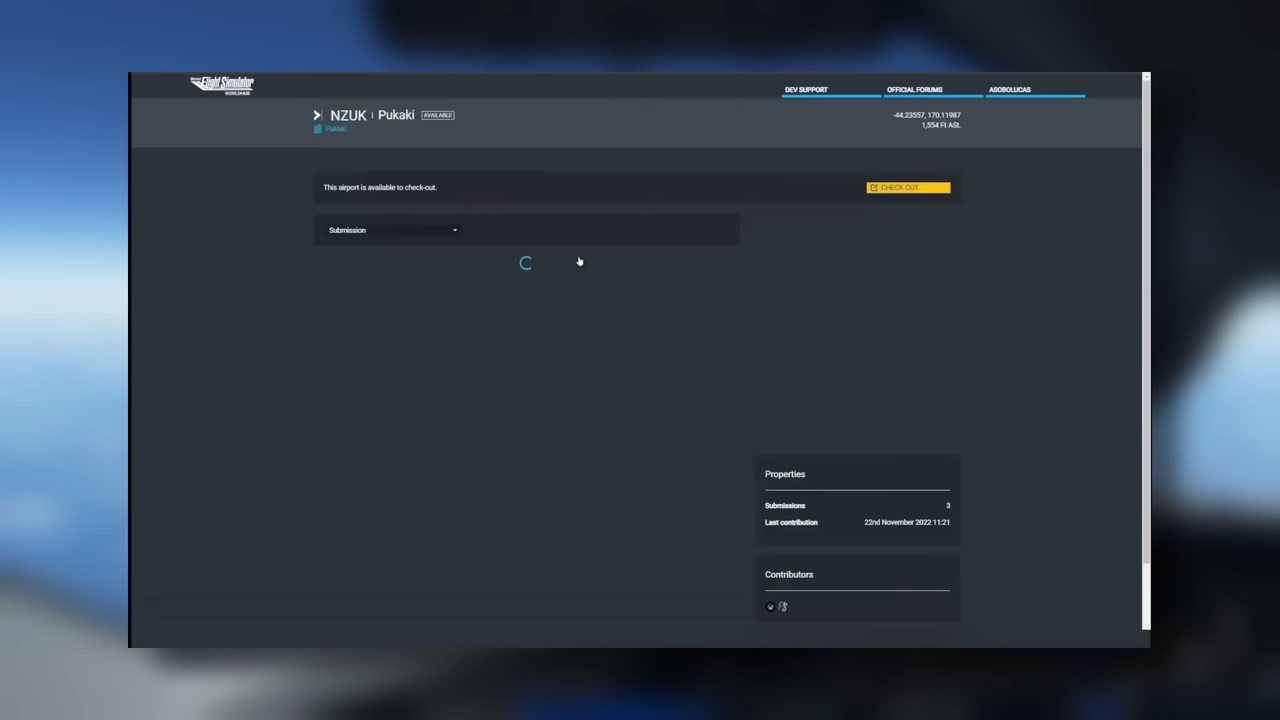 Flight Simulator
WORLDHUB
DEV SUPPORT
OFFICIAL FORUMS
ASOBOLUCAS
NZUK | Pukaki AVAILABLE
Pukaki
-44.23557, 170.11987
1,554 Ft ASL
This airport is available to check-out.
CHECK OUT
Submission
Properties
Submissions 3
Last contribution 22nd November 2022 11:21
Contributors
FS